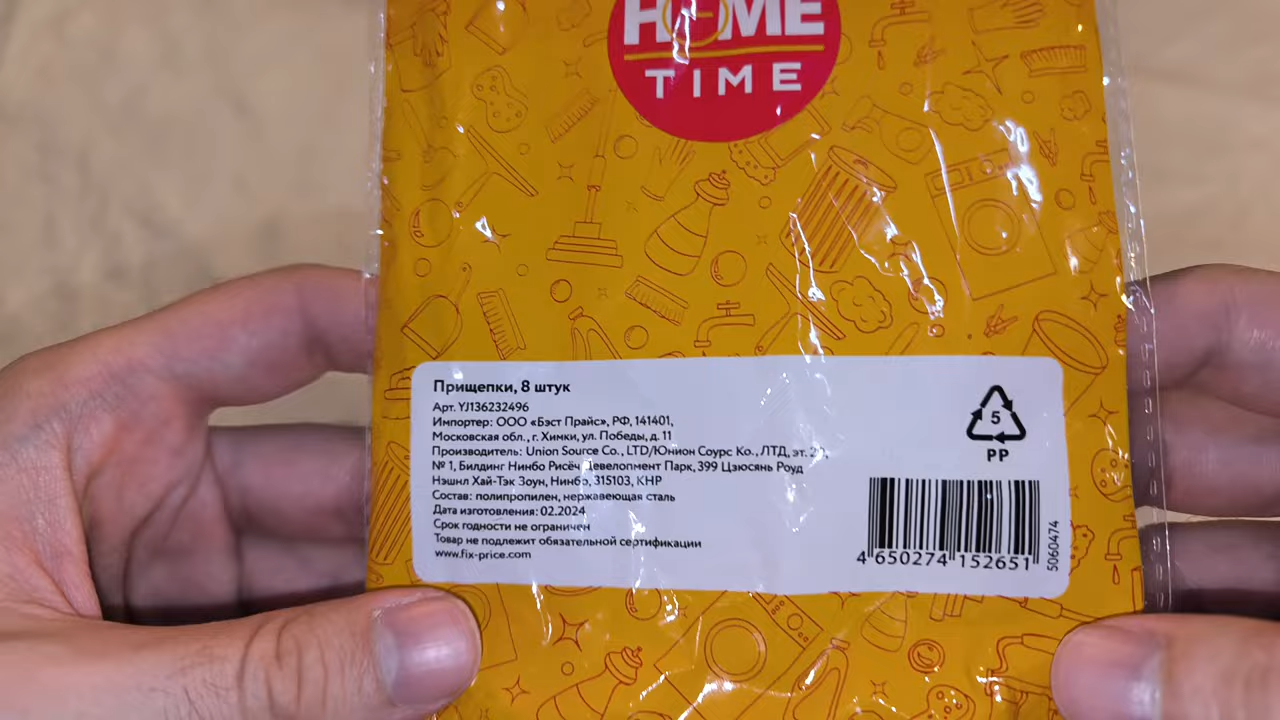 HOME
TIME
Прищепки, 8 штук
Арт. YJ136232496
Импортер: ООО «Бэст Прайс», РФ, 141401,
Московская обл., г. Химки, ул. Победы, д. 11
Производитель: Union Source Co., LTD/Юнион Соурс Ко., ЛТД, эт.
№ 1, Билдинг Нинбо Рисёч Девелопмент Парк, 399 Цзюсянь Роуд
Нэшнл Хай-Тэк Зоун, Нинбо, 315103, КНР
Состав: полипропилен, нержавеющая сталь
Дата изготовления: 02.2024
Срок годности не ограничен
Товар не подлежит обязательной сертификации
www.fix-price.com
5
PP
4 650274 152651
5060474